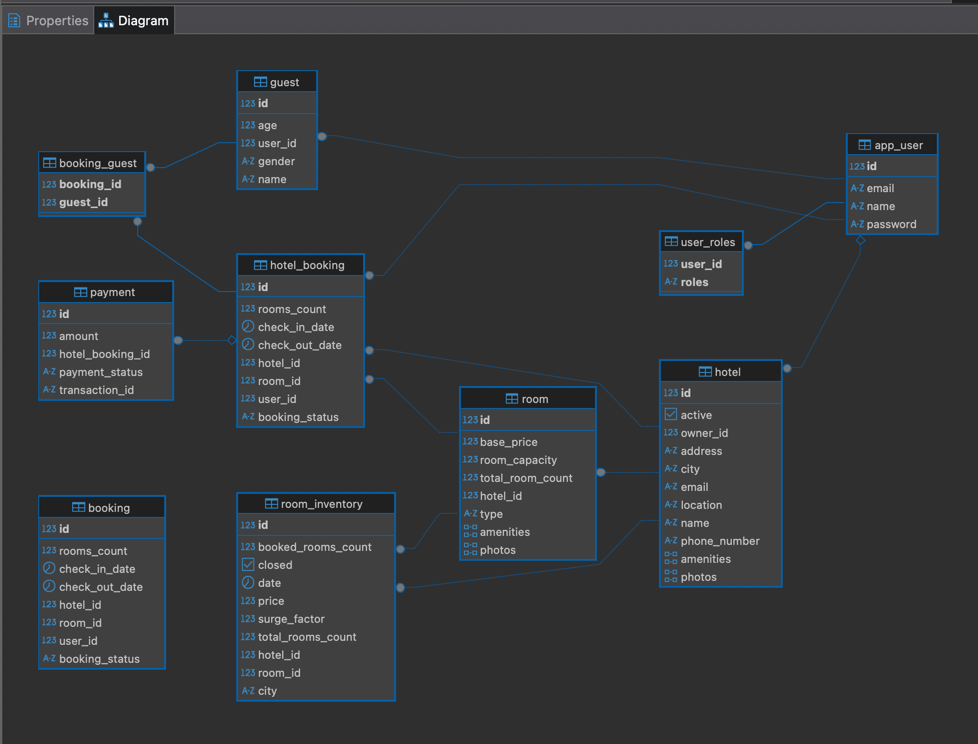 Properties
Diagram
guest
123 id
123 age
123 user_id
A-Z gender
A-Z name
booking_guest
123 booking_id
123 guest_id
app_user
123 id
A-Z email
A-Z name
A-Z password
user_roles
123 user_id
A-Z roles
hotel_booking
123 id
123 rooms_count
check_in_date
check_out_date
123 hotel_id
123 room_id
123 user_id
A-Z booking_status
payment
123 id
123 amount
123 hotel_booking_id
A-Z payment_status
A-Z transaction_id
hotel
123 id
active
123 owner_id
A-Z address
A-Z city
A-Z email
A-Z location
A-Z name
A-Z phone_number
amenities
photos
room
123 id
123 base_price
123 room_capacity
123 total_room_count
123 hotel_id
A-Z type
amenities
photos
booking
123 id
123 rooms_count
check_in_date
check_out_date
123 hotel_id
123 room_id
123 user_id
A-Z booking_status
room_inventory
123 id
123 booked_rooms_count
closed
date
123 price
123 surge_factor
123 total_rooms_count
123 hotel_id
123 room_id
A-Z city